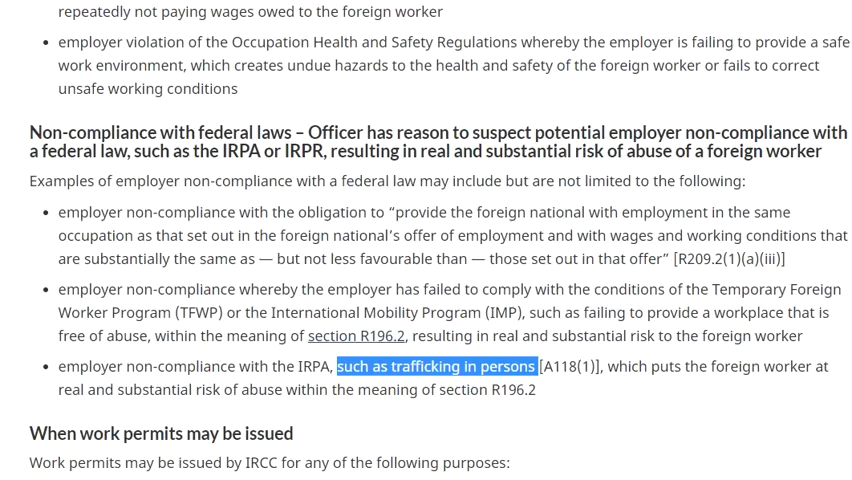 repeatedly not paying wages owed to the foreign worker
• employer violation of the Occupation Health and Safety Regulations whereby the employer is failing to provide a safe
work environment, which creates undue hazards to the health and safety of the foreign worker or fails to correct
unsafe working conditions
Non-compliance with federal laws – Officer has reason to suspect potential employer non-compliance with
a federal law, such as the IRPA or IRPR, resulting in real and substantial risk of abuse of a foreign worker
Examples of employer non-compliance with a federal law may include but are not limited to the following:
• employer non-compliance with the obligation to “provide the foreign national with employment in the same
occupation as that set out in the foreign national’s offer of employment and with wages and working conditions that
are substantially the same as — but not less favourable than — those set out in that offer” [R209.2(1)(a)(iii)]
• employer non-compliance whereby the employer has failed to comply with the conditions of the Temporary Foreign
Worker Program (TFWP) or the International Mobility Program (IMP), such as failing to provide a workplace that is
free of abuse, within the meaning of section R196.2, resulting in real and substantial risk to the foreign worker
• employer non-compliance with the IRPA, such as trafficking in persons [A118(1)], which puts the foreign worker at
real and substantial risk of abuse within the meaning of section R196.2
When work permits may be issued
Work permits may be issued by IRCC for any of the following purposes: